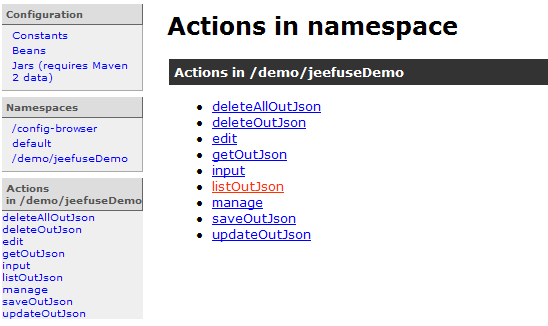 Configuration
Constants
Beans
Jars (requires Maven
2 data)
Namespaces
/config-browser
default
/demo/jeefuseDemo
Actions
in /demo/jeefuseDemo
deleteAllOutJson
deleteOutJson
edit
getOutJson
input
listOutJson
manage
saveOutJson
updateOutJson
Actions in namespace
Actions in /demo/jeefuseDemo
deleteAllOutJson
deleteOutJson
edit
getOutJson
input
listOutJson
manage
saveOutJson
updateOutJson